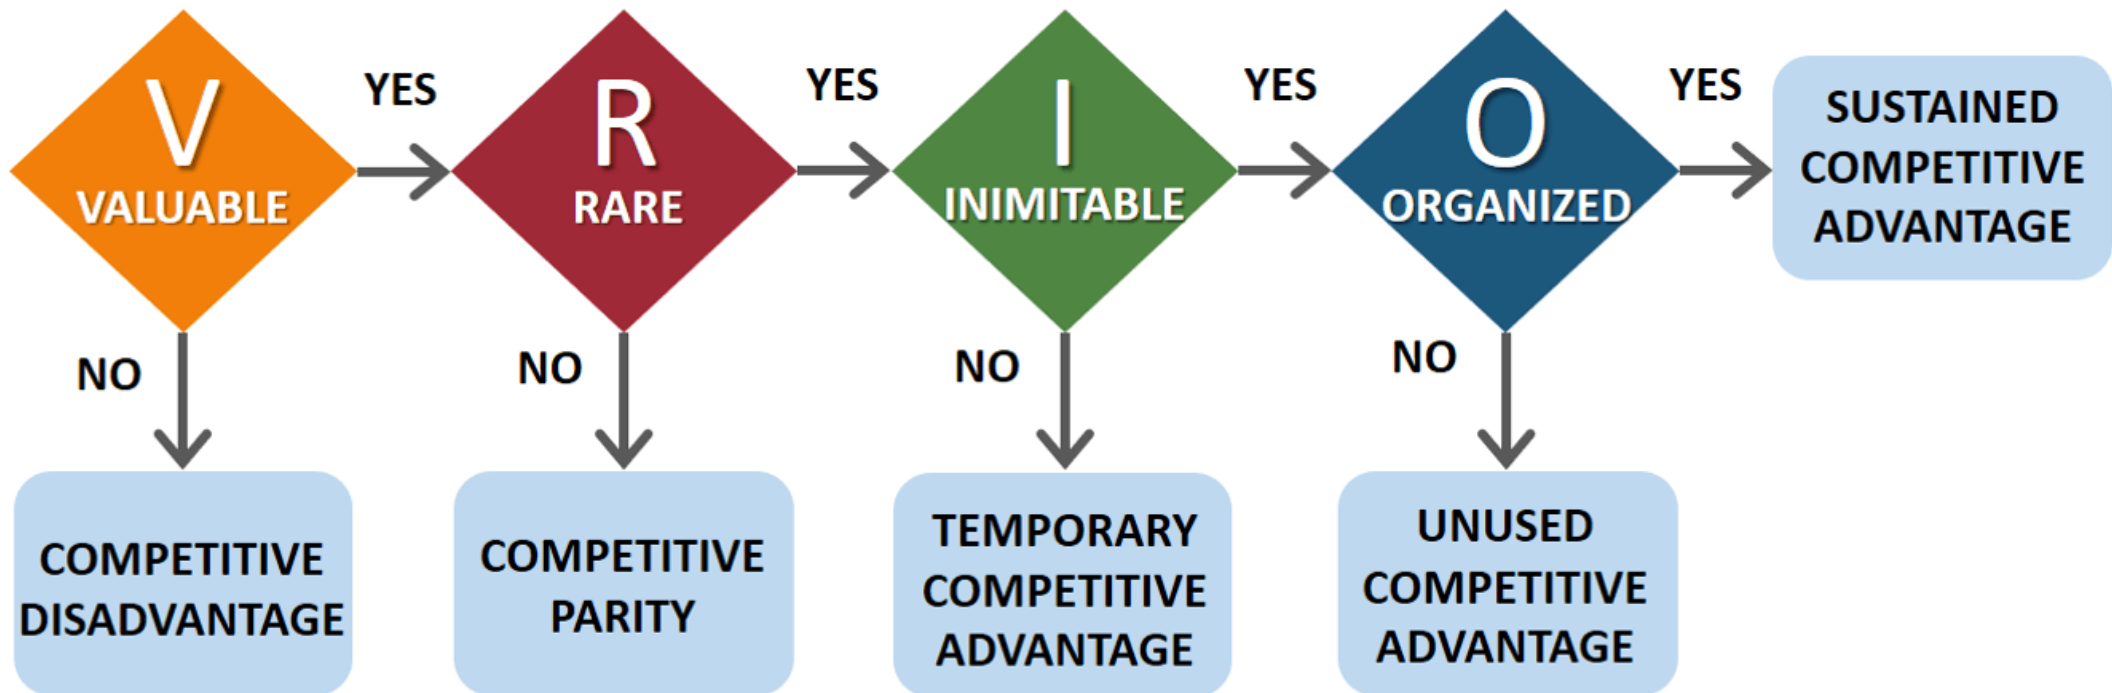 V
VALUABLE
YES
R
RARE
YES
I
INIMITABLE
YES
O
ORGANIZED
YES
SUSTAINED
COMPETITIVE
ADVANTAGE
NO
COMPETITIVE
DISADVANTAGE
NO
COMPETITIVE
PARITY
NO
TEMPORARY
COMPETITIVE
ADVANTAGE
NO
UNUSED
COMPETITIVE
ADVANTAGE